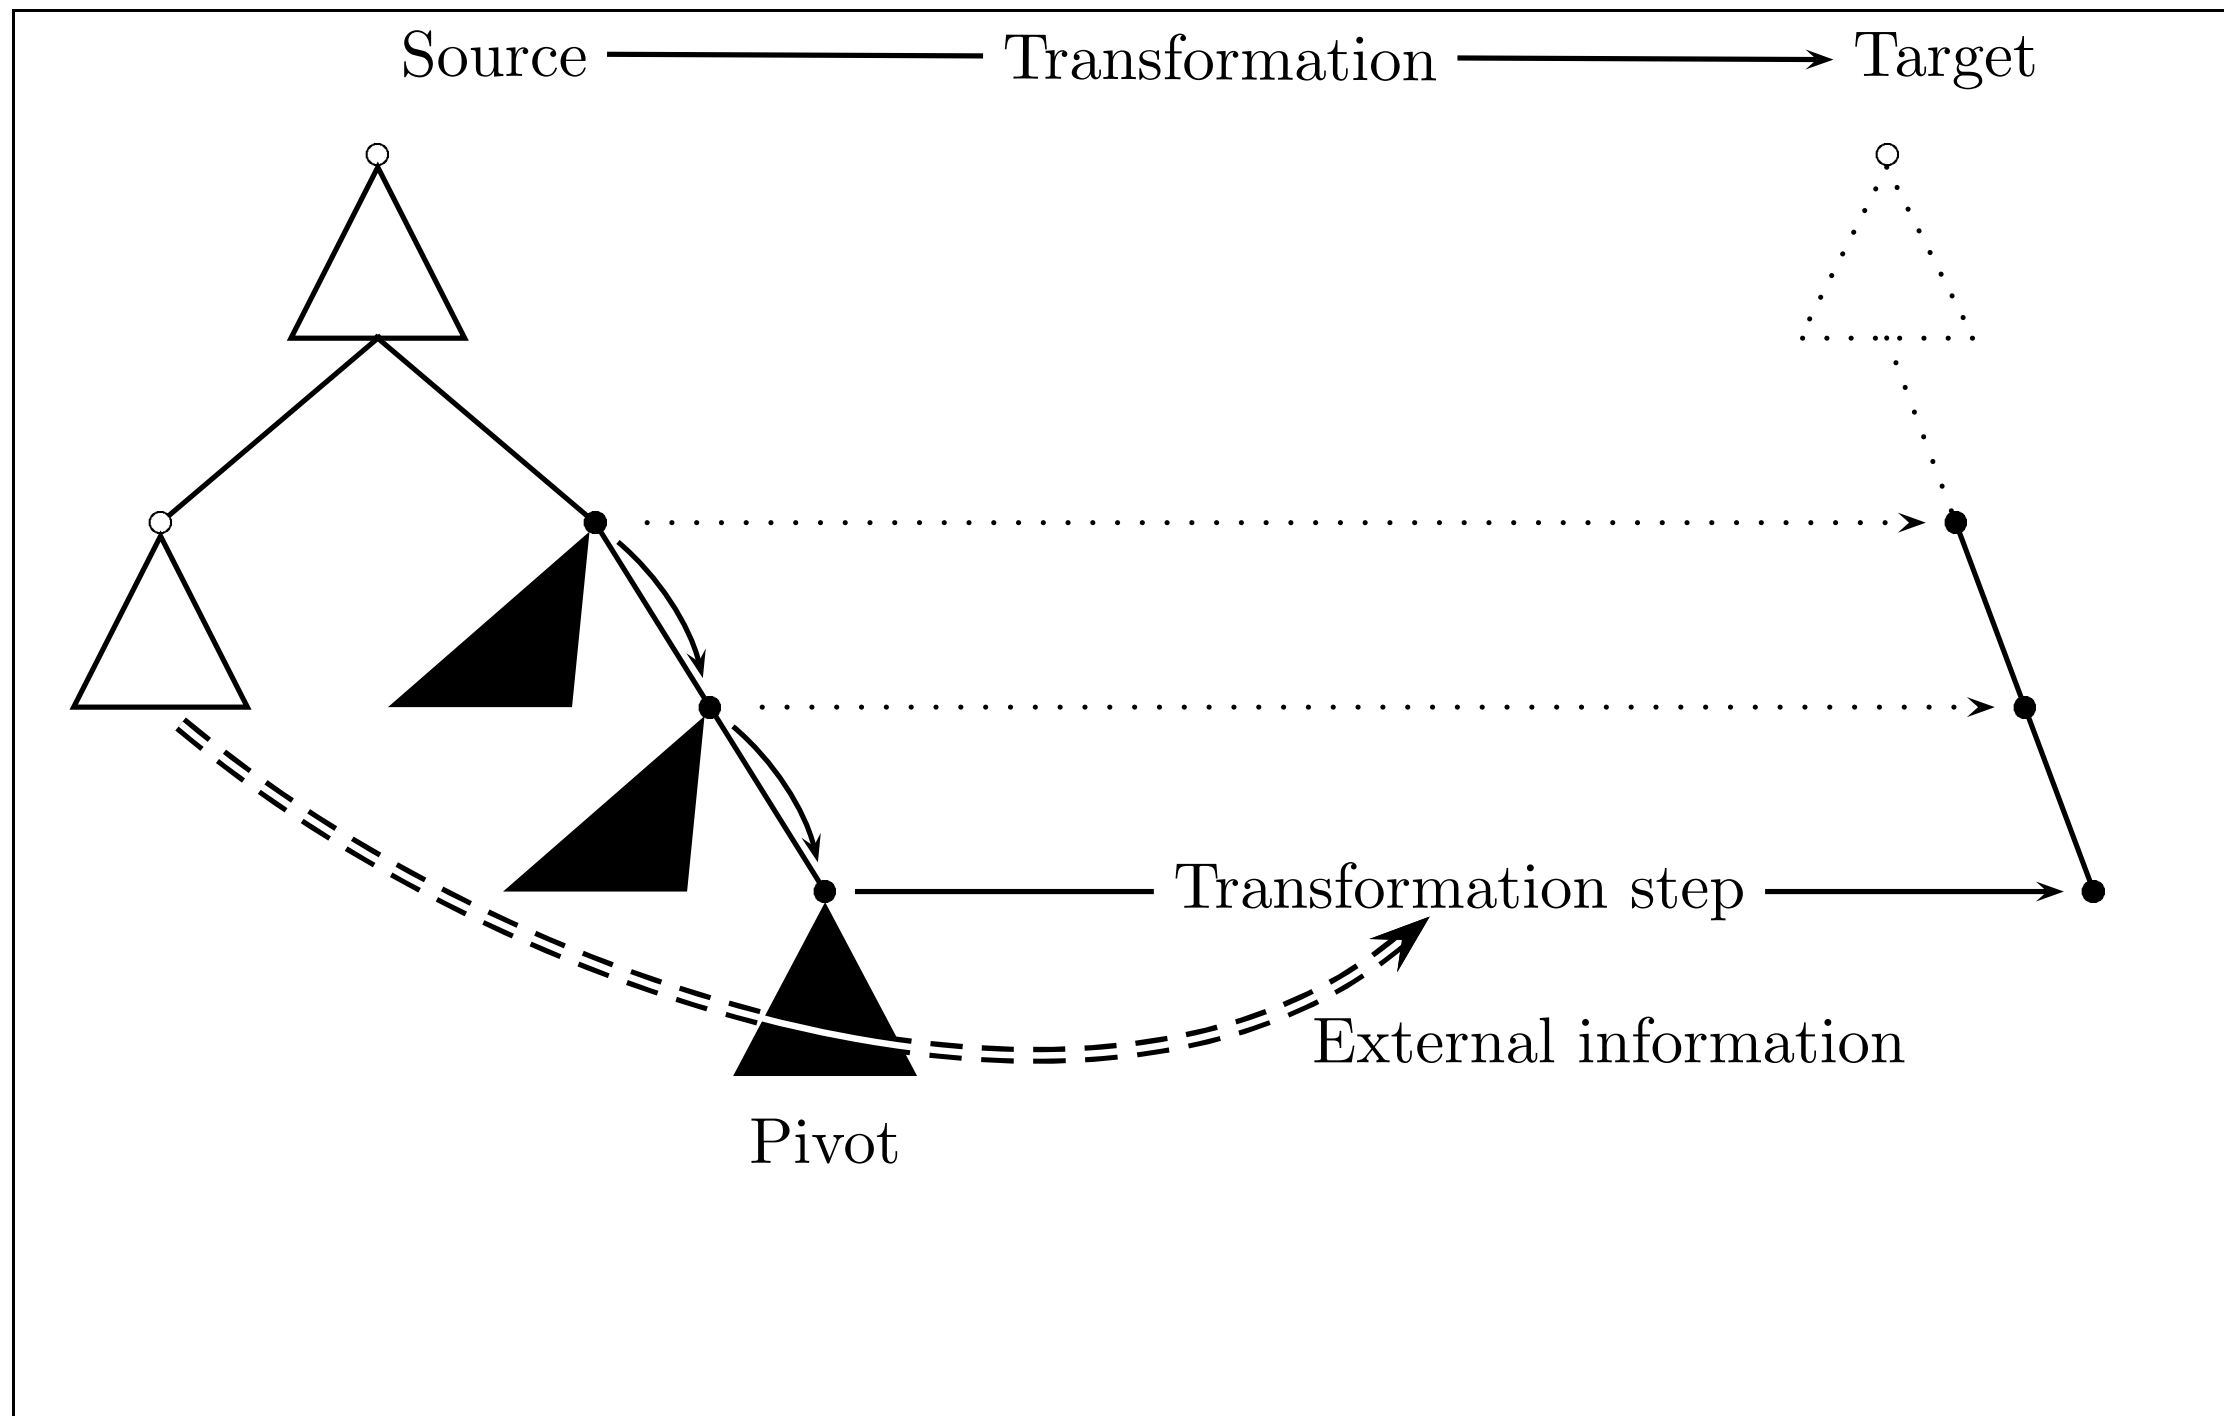 Source Transformation Target
Transformation step
External information
Pivot